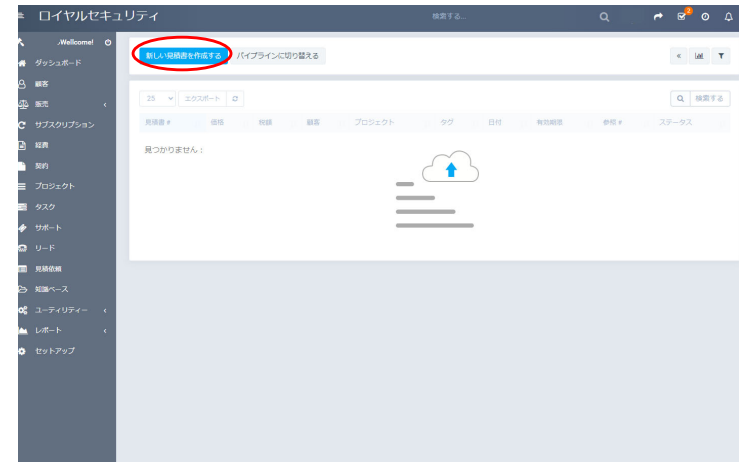 ロイヤルセキュリティ
検索する...
2
,Wellcome!
ダッシュボード
顧客
販売
サブスクリプション
経費
契約
プロジェクト
タスク
サポート
リード
見積依頼
知識ベース
ユーティリティー
レポート
セットアップ
新しい見積書を作成する
パイプラインに切り替える
25
エクスポート
検索する
見積書 #
価格
税額
顧客
プロジェクト
タグ
日付
有効期限
参照 #
ステータス
見つかりません :